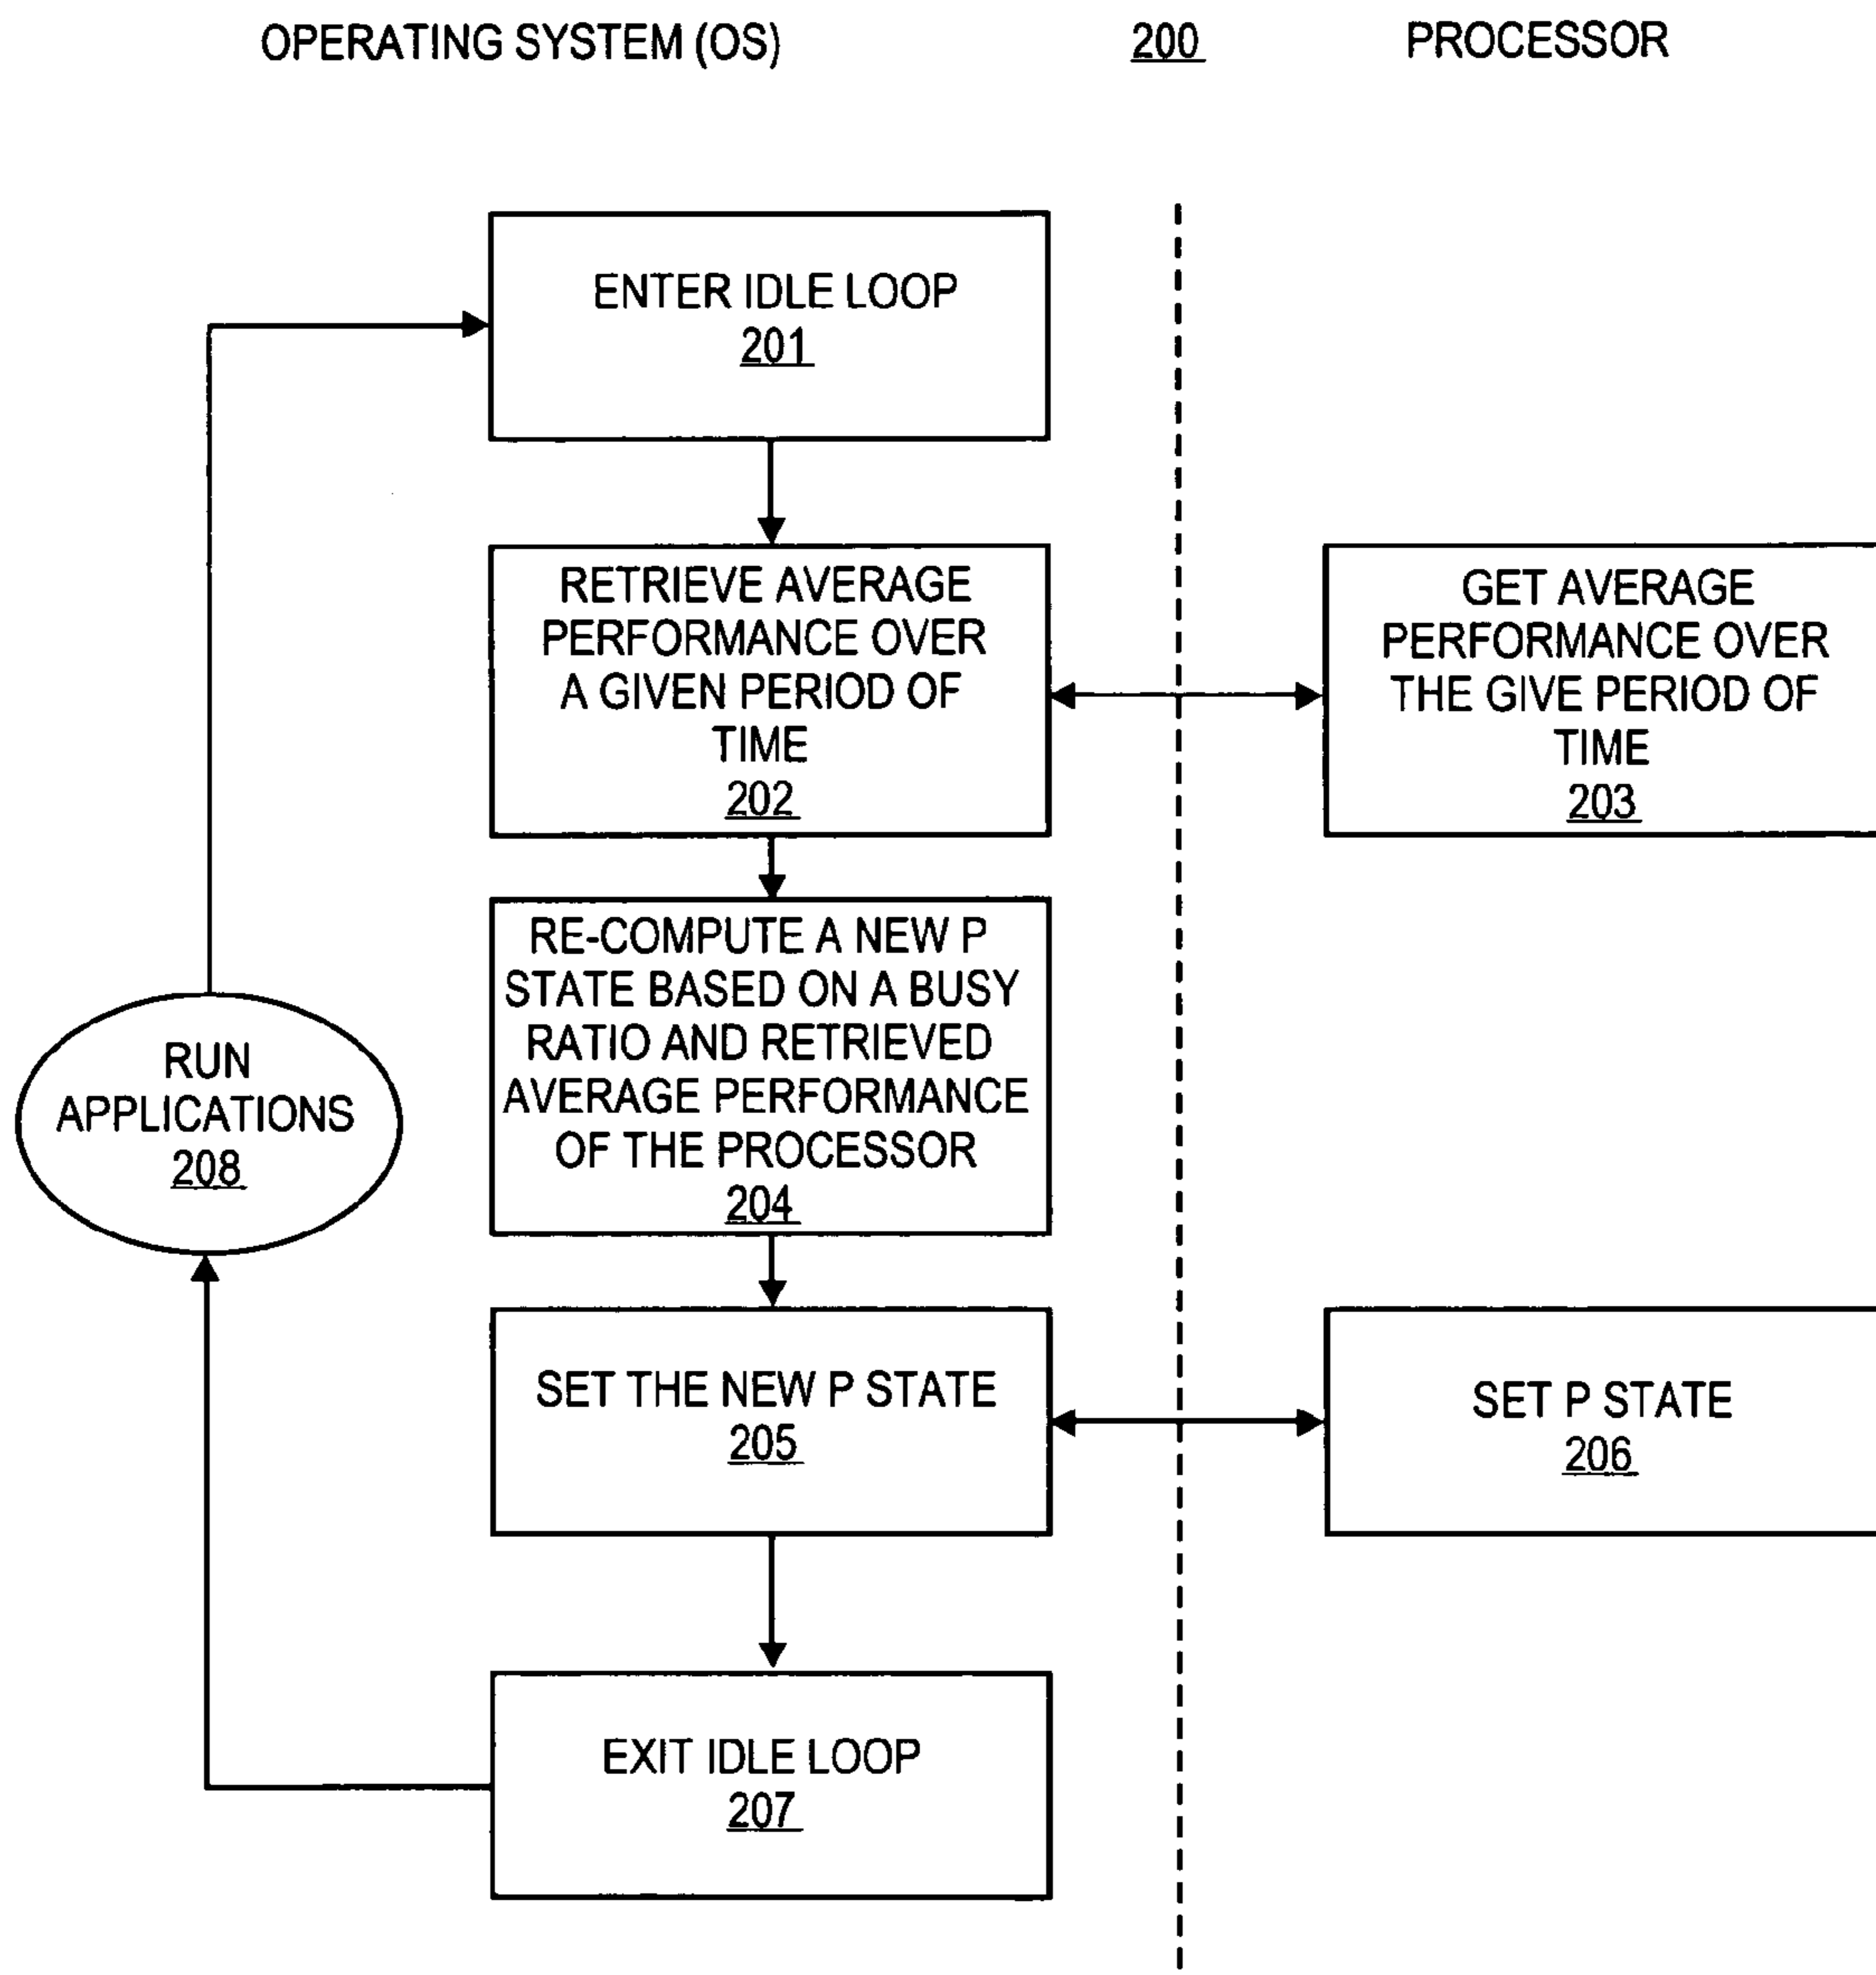 OPERATING SYSTEM (OS)
200
PROCESSOR
ENTER IDLE LOOP
201
RETRIEVE AVERAGE
PERFORMANCE OVER
A GIVEN PERIOD OF
TIME
202
GET AVERAGE
PERFORMANCE OVER
THE GIVE PERIOD OF
TIME
203
RE-COMPUTE A NEW P
STATE BASED ON A BUSY
RATIO AND RETRIEVED
AVERAGE PERFORMANCE
OF THE PROCESSOR
204
RUN
APPLICATIONS
208
SET THE NEW P STATE
205
SET P STATE
206
EXIT IDLE LOOP
207